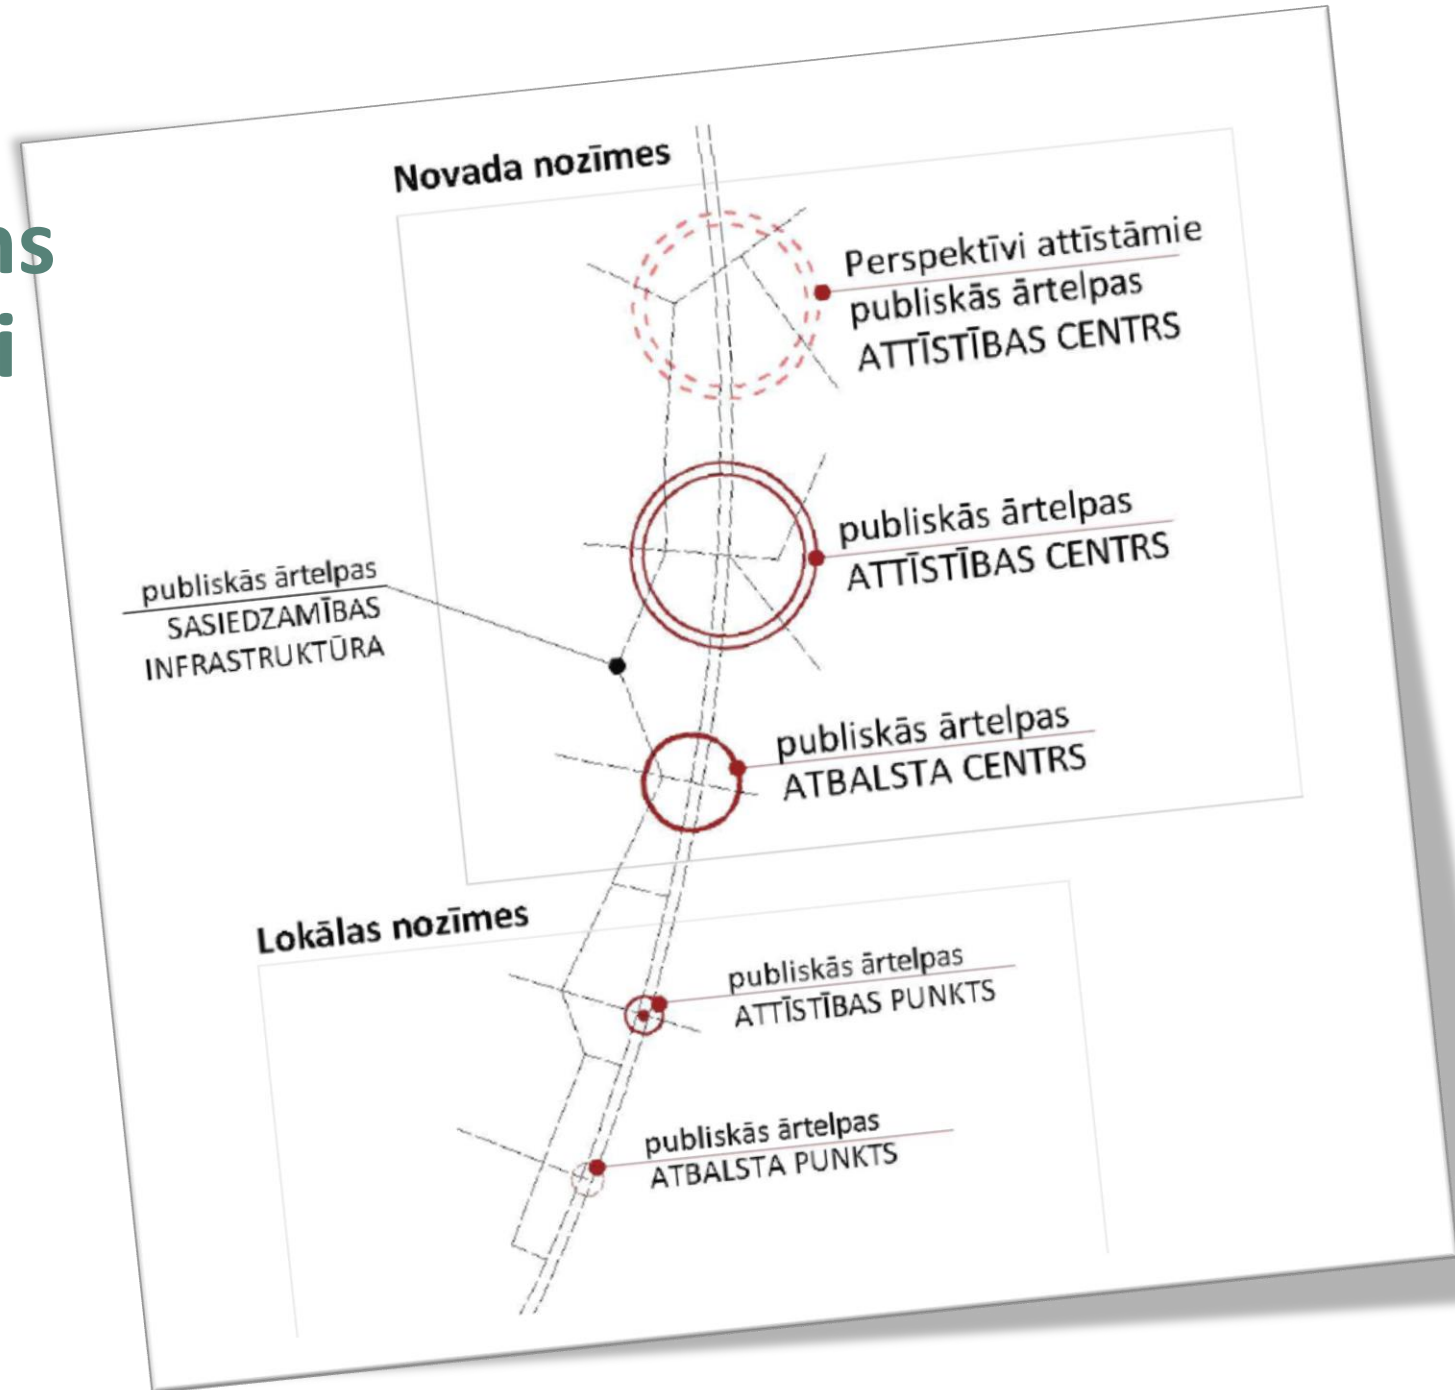 Novada nozīmes
Perspektīvi attīstāmie
publiskās ārtelpas
ATTĪSTĪBAS CENTRS
publiskās ārtelpas
ATTĪSTĪBAS CENTRS
publiskās ārtelpas
SASIEDZAMĪBAS
INFRASTRUKTŪRA
publiskās ārtelpas
ATBALSTA CENTRS
Lokālas nozīmes
publiskās ārtelpas
ATTĪSTĪBAS PUNKTS
publiskās ārtelpas
ATBALSTA PUNKTS